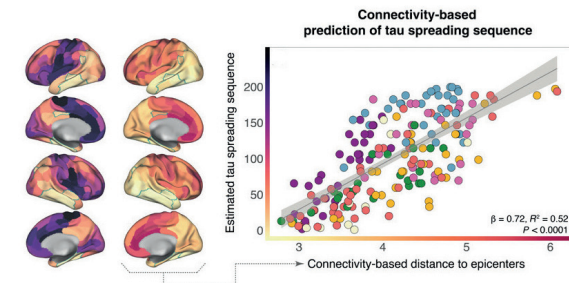 Connectivity-based
prediction of tau spreading sequence
Estimated tau spreading sequence
200
150
100
50
0
β = 0.72, R² = 0.52
P < 0.0001
3 4 5 6
Connectivity-based distance to epicenters